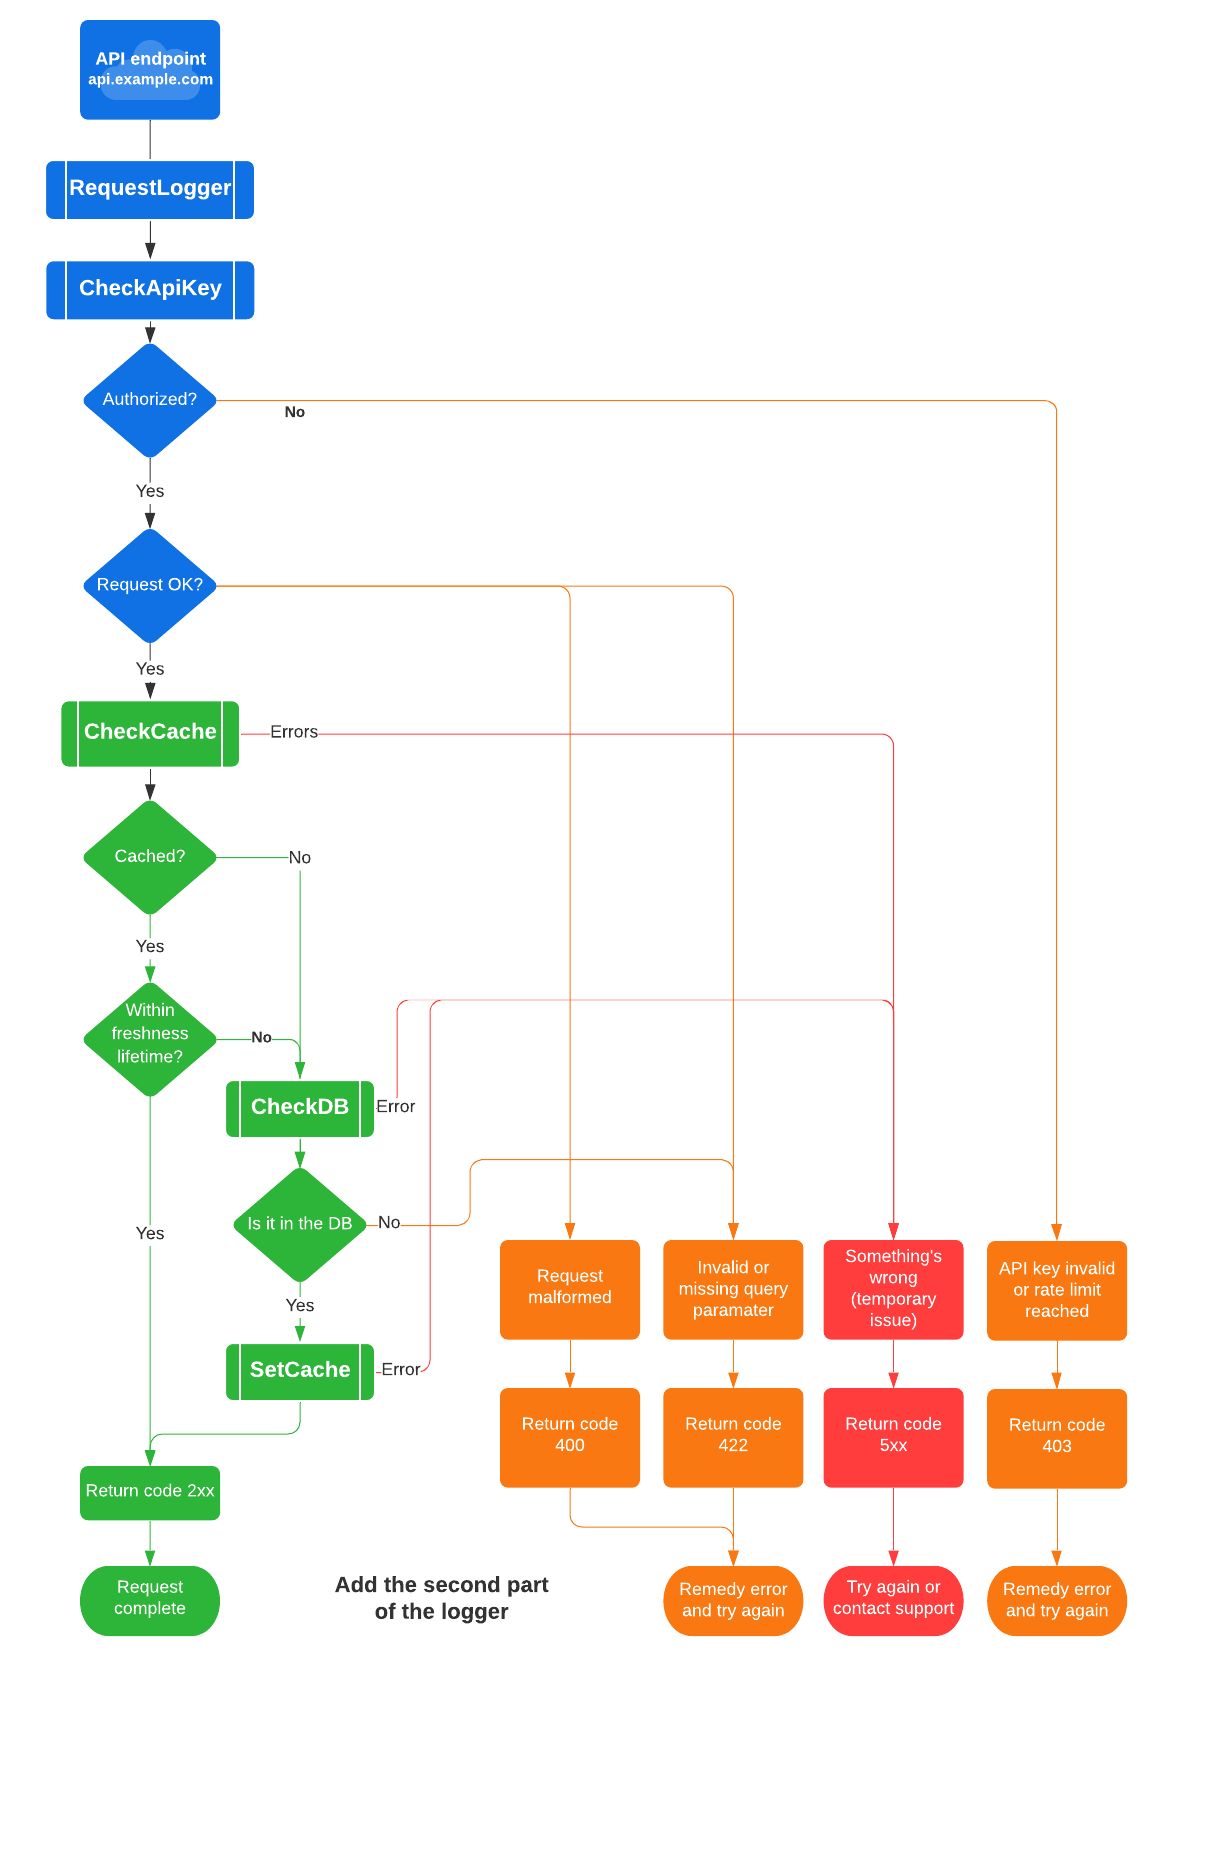 API endpoint
api.example.com
RequestLogger
CheckApiKey
Authorized?
No
Yes
Request OK?
Yes
CheckCache
Errors
Cached?
No
Yes
Within
freshness
lifetime?
No
CheckDB
Error
Is it in the DB
No
Yes
Yes
SetCache
Error
Request
malformed
Invalid or
missing query
paramater
Something's
wrong
(temporary
issue)
API key invalid
or rate limit
reached
Return code
400
Return code
422
Return code
5xx
Return code
403
Return code 2xx
Request
complete
Add the second part
of the logger
Remedy error
and try again
Try again or
contact support
Remedy error
and try again